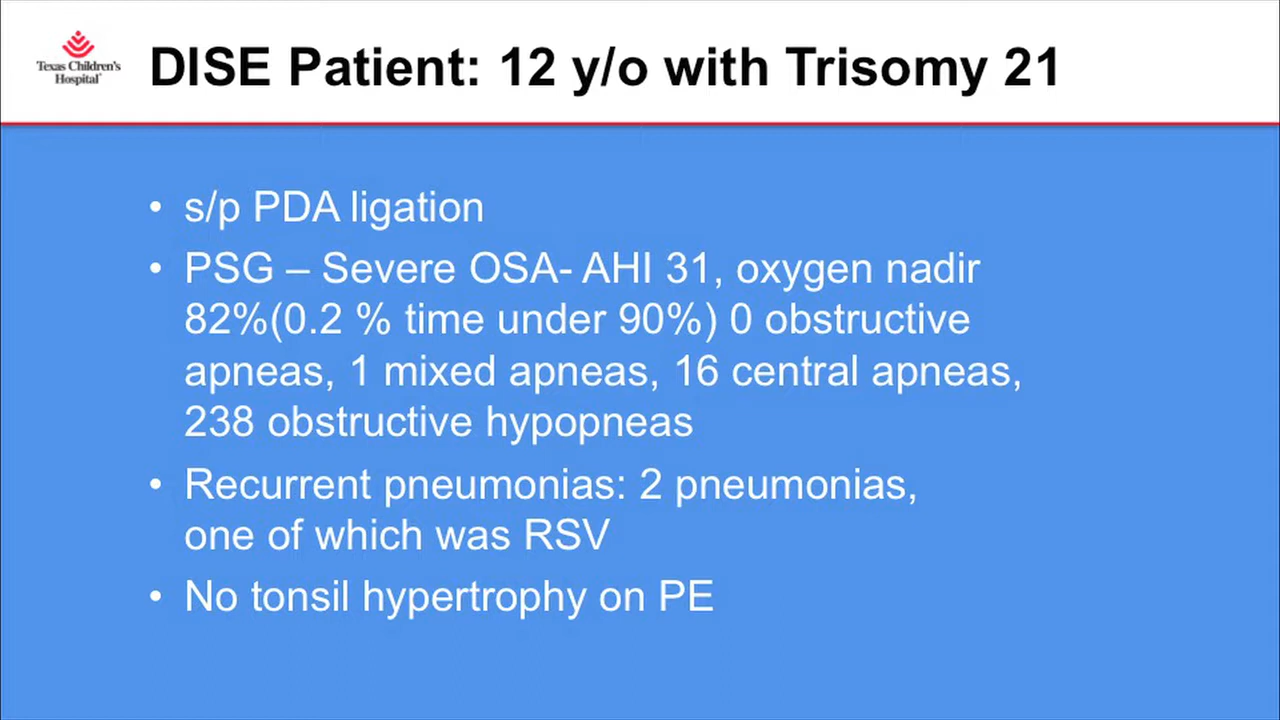 Texas Children's
Hospital
DISE Patient: 12 y/o with Trisomy 21
• s/p PDA ligation
• PSG – Severe OSA- AHI 31, oxygen nadir
82%(0.2 % time under 90%) 0 obstructive
apneas, 1 mixed apneas, 16 central apneas,
238 obstructive hypopneas
• Recurrent pneumonias: 2 pneumonias,
one of which was RSV
• No tonsil hypertrophy on PE